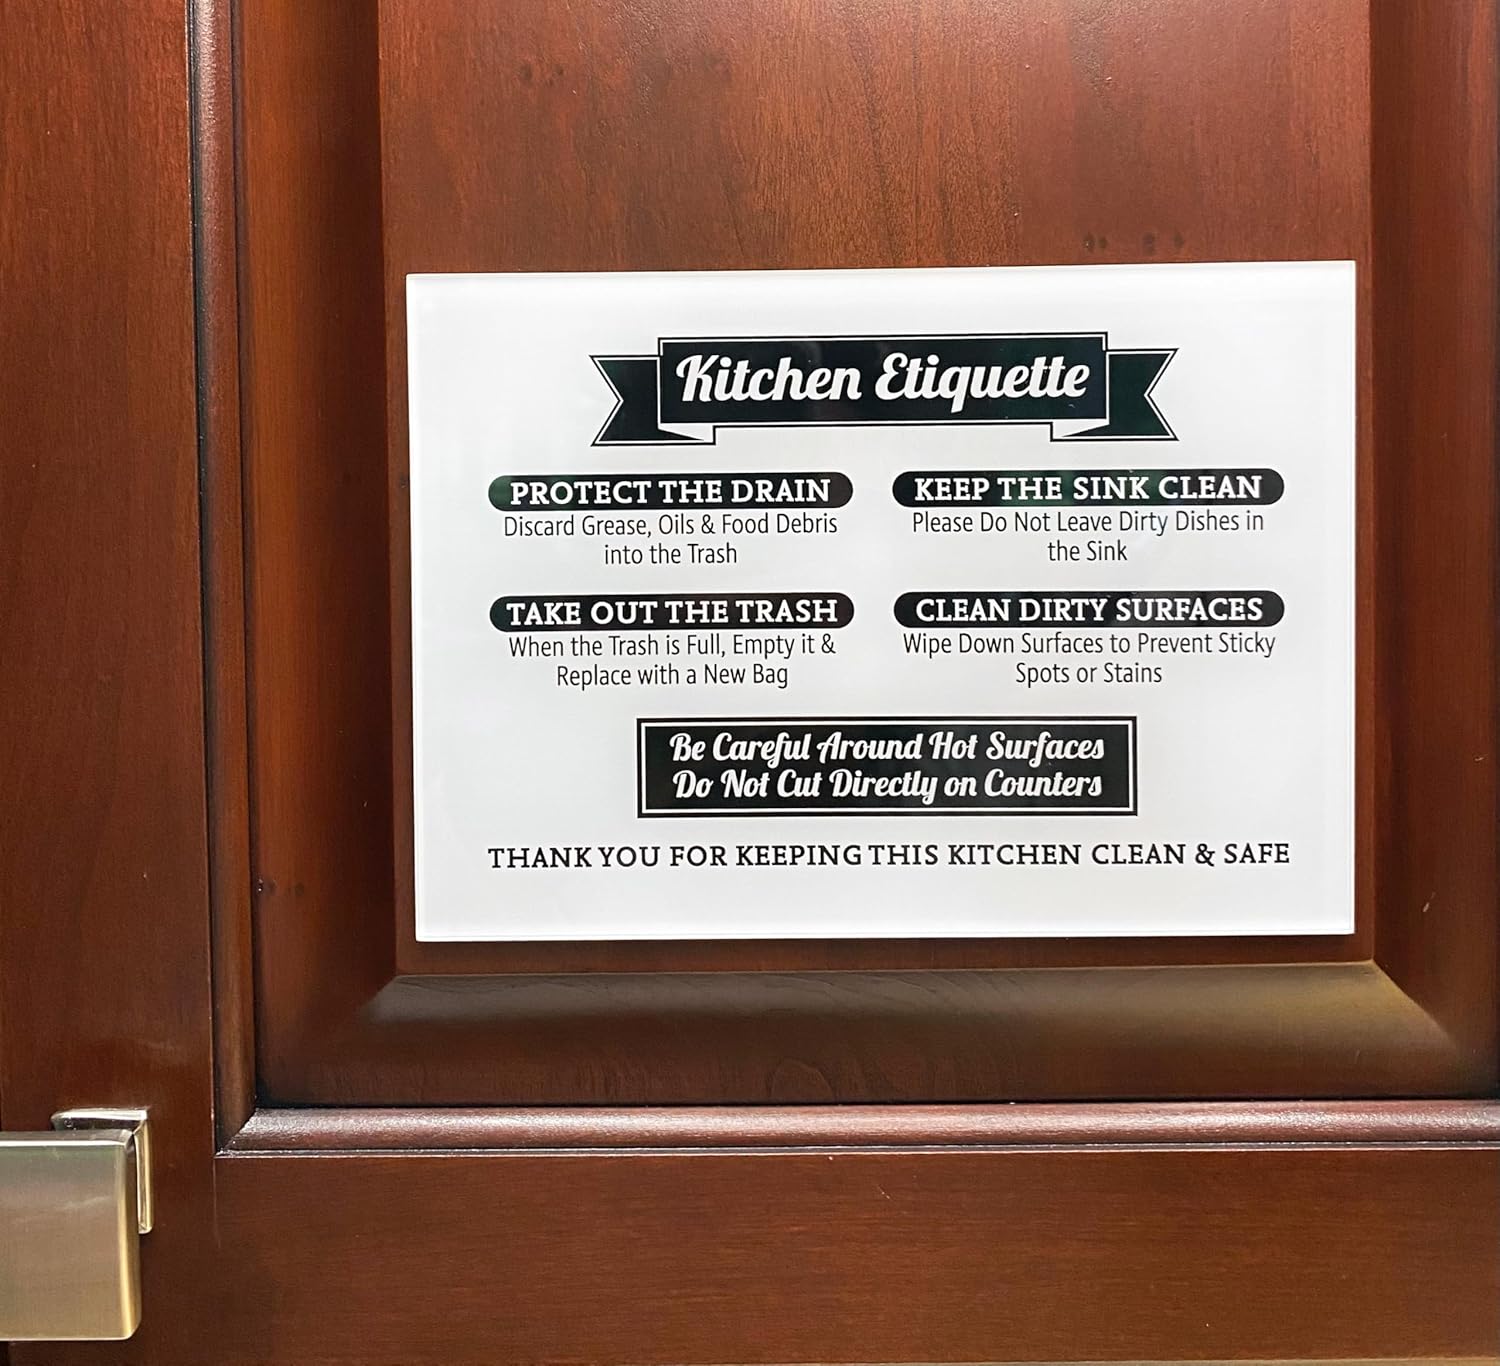 Kitchen Etiquette
PROTECT THE DRAIN
Discard Grease, Oils & Food Debris
into the Trash
KEEP THE SINK CLEAN
Please Do Not Leave Dirty Dishes in
the Sink
TAKE OUT THE TRASH
When the Trash is Full, Empty it &
Replace with a New Bag
CLEAN DIRTY SURFACES
Wipe Down Surfaces to Prevent Sticky
Spots or Stains
Be Careful Around Hot Surfaces
Do Not Cut Directly on Counters
THANK YOU FOR KEEPING THIS KITCHEN CLEAN & SAFE